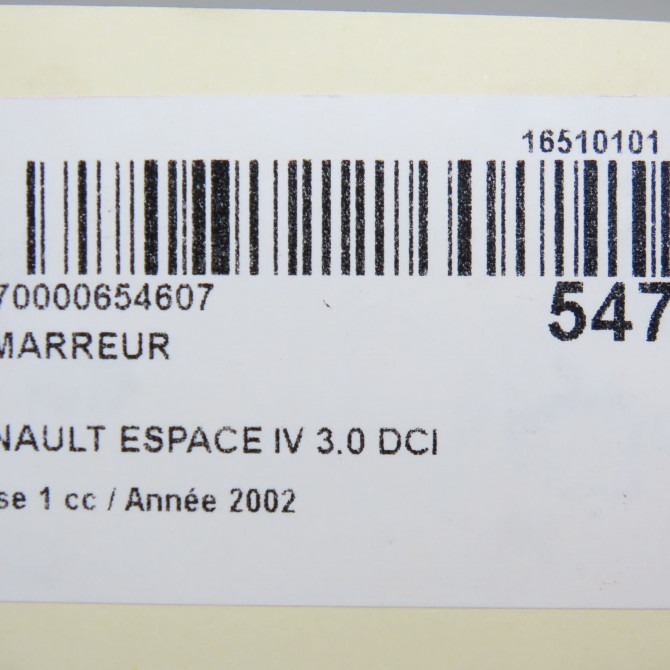 16510101
70000654607
547
MARREUR
NAULT ESPACE IV 3.0 DCI
se 1 cc / Année 2002